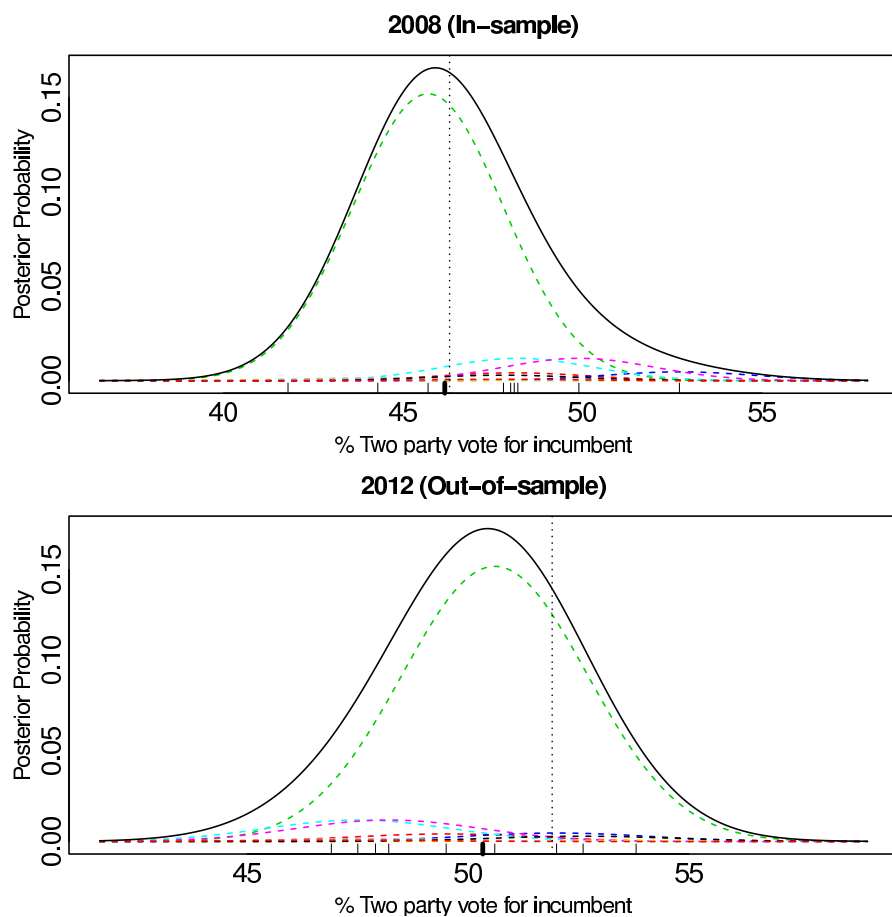 2008 (In−sample)
Posterior Probability
0.15
0.10
0.05
0.00
40 45 50 55
% Two party vote for incumbent
2012 (Out−of−sample)
Posterior Probability
0.15
0.10
0.05
0.00
45 50 55
% Two party vote for incumbent